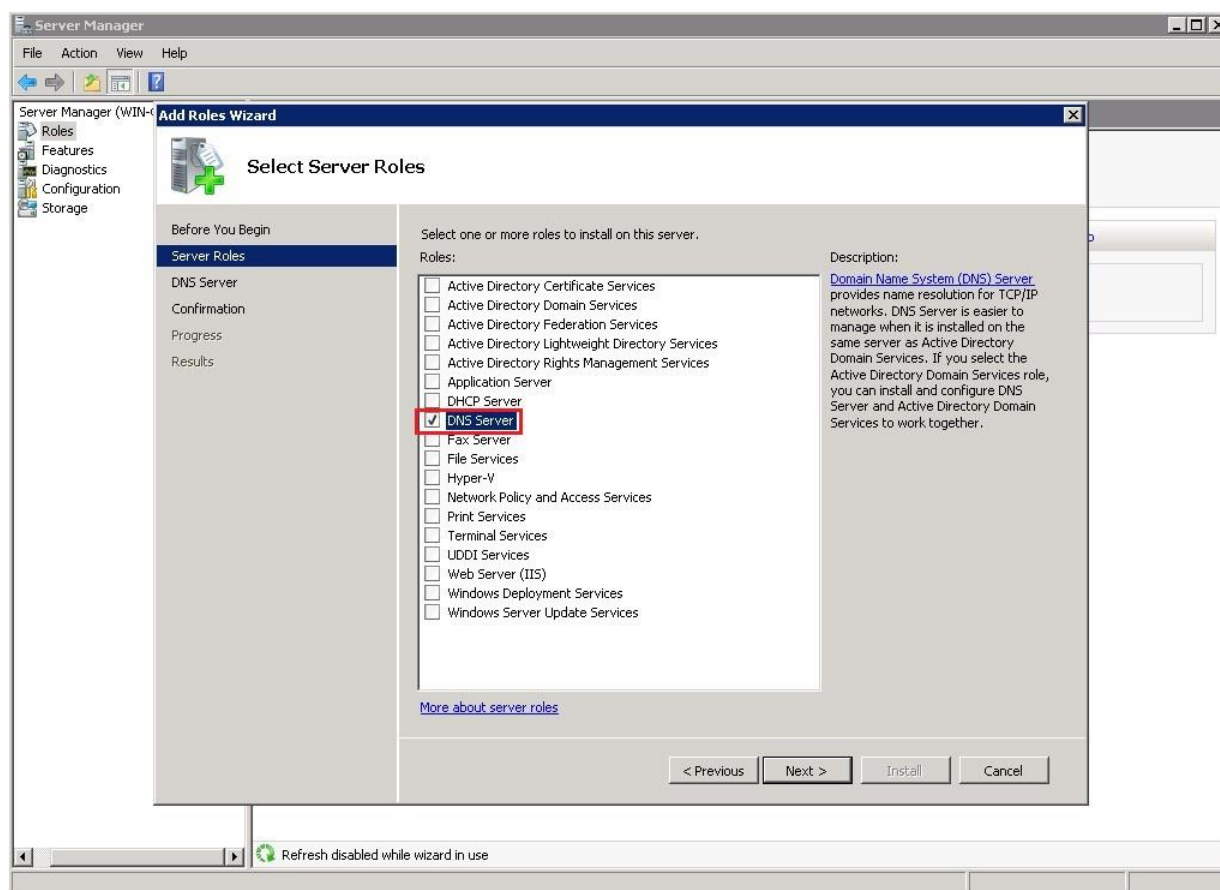 Server Manager
File Action View Help
Server Manager (WIN-
Roles
Features
Diagnostics
Configuration
Storage
Add Roles Wizard
Select Server Roles
Before You Begin
Server Roles
DNS Server
Confirmation
Progress
Results
Select one or more roles to install on this server.
Roles:
Active Directory Certificate Services
Active Directory Domain Services
Active Directory Federation Services
Active Directory Lightweight Directory Services
Active Directory Rights Management Services
Application Server
DHCP Server
DNS Server
Fax Server
File Services
Hyper-V
Network Policy and Access Services
Print Services
Terminal Services
UDDI Services
Web Server (IIS)
Windows Deployment Services
Windows Server Update Services
More about server roles
Description:
Domain Name System (DNS) Server
provides name resolution for TCP/IP
networks. DNS Server is easier to
manage when it is installed on the
same server as Active Directory
Domain Services. If you select the
Active Directory Domain Services role,
you can install and configure DNS
Server and Active Directory Domain
Services to work together.
< Previous Next > Install Cancel
Refresh disabled while wizard in use